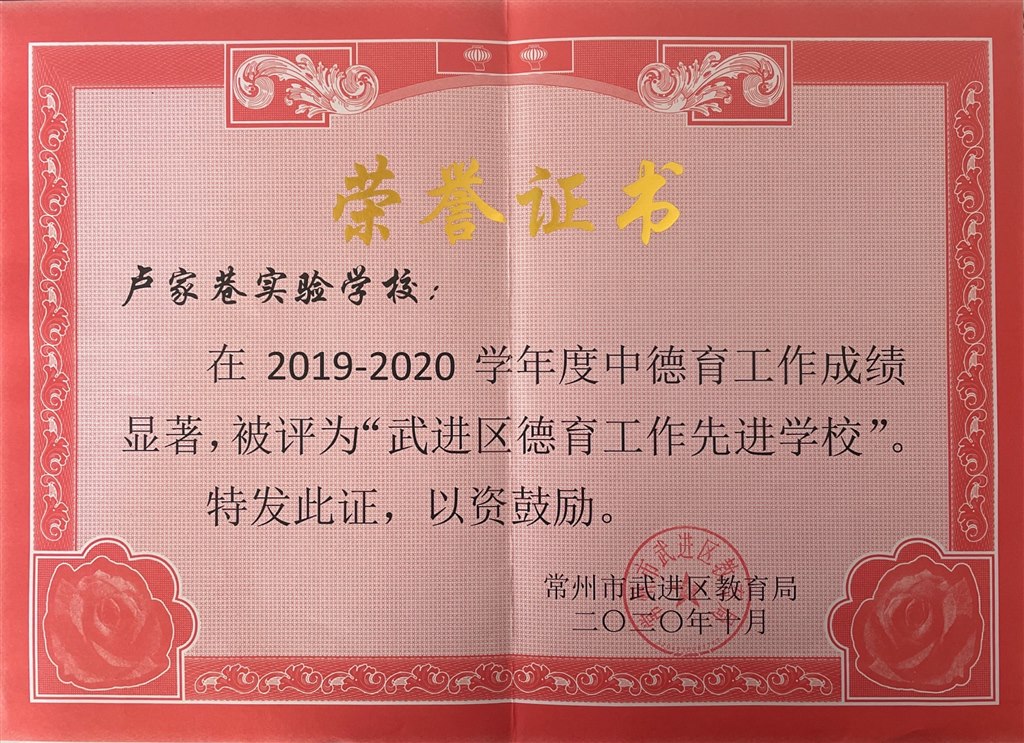 荣誉证书
卢家巷实验学校：
在 2019-2020 学年度中德育工作成绩
显著，被评为“武进区德育工作先进学校”。
特发此证，以资鼓励。
常州市武进区教育局
二〇二〇年十月